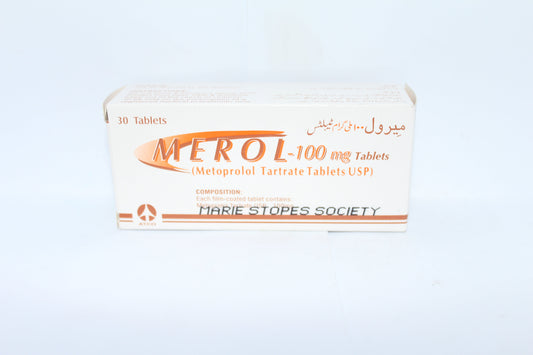 30 Tablets
میرول ۱۰۰ ملی گرام ٹیبلٹس
MEROL-100 mg Tablets
(Metoprolol Tartrate Tablets USP)
COMPOSITION:
Each film-coated tablet contains
MARIE STOPES SOCIETY